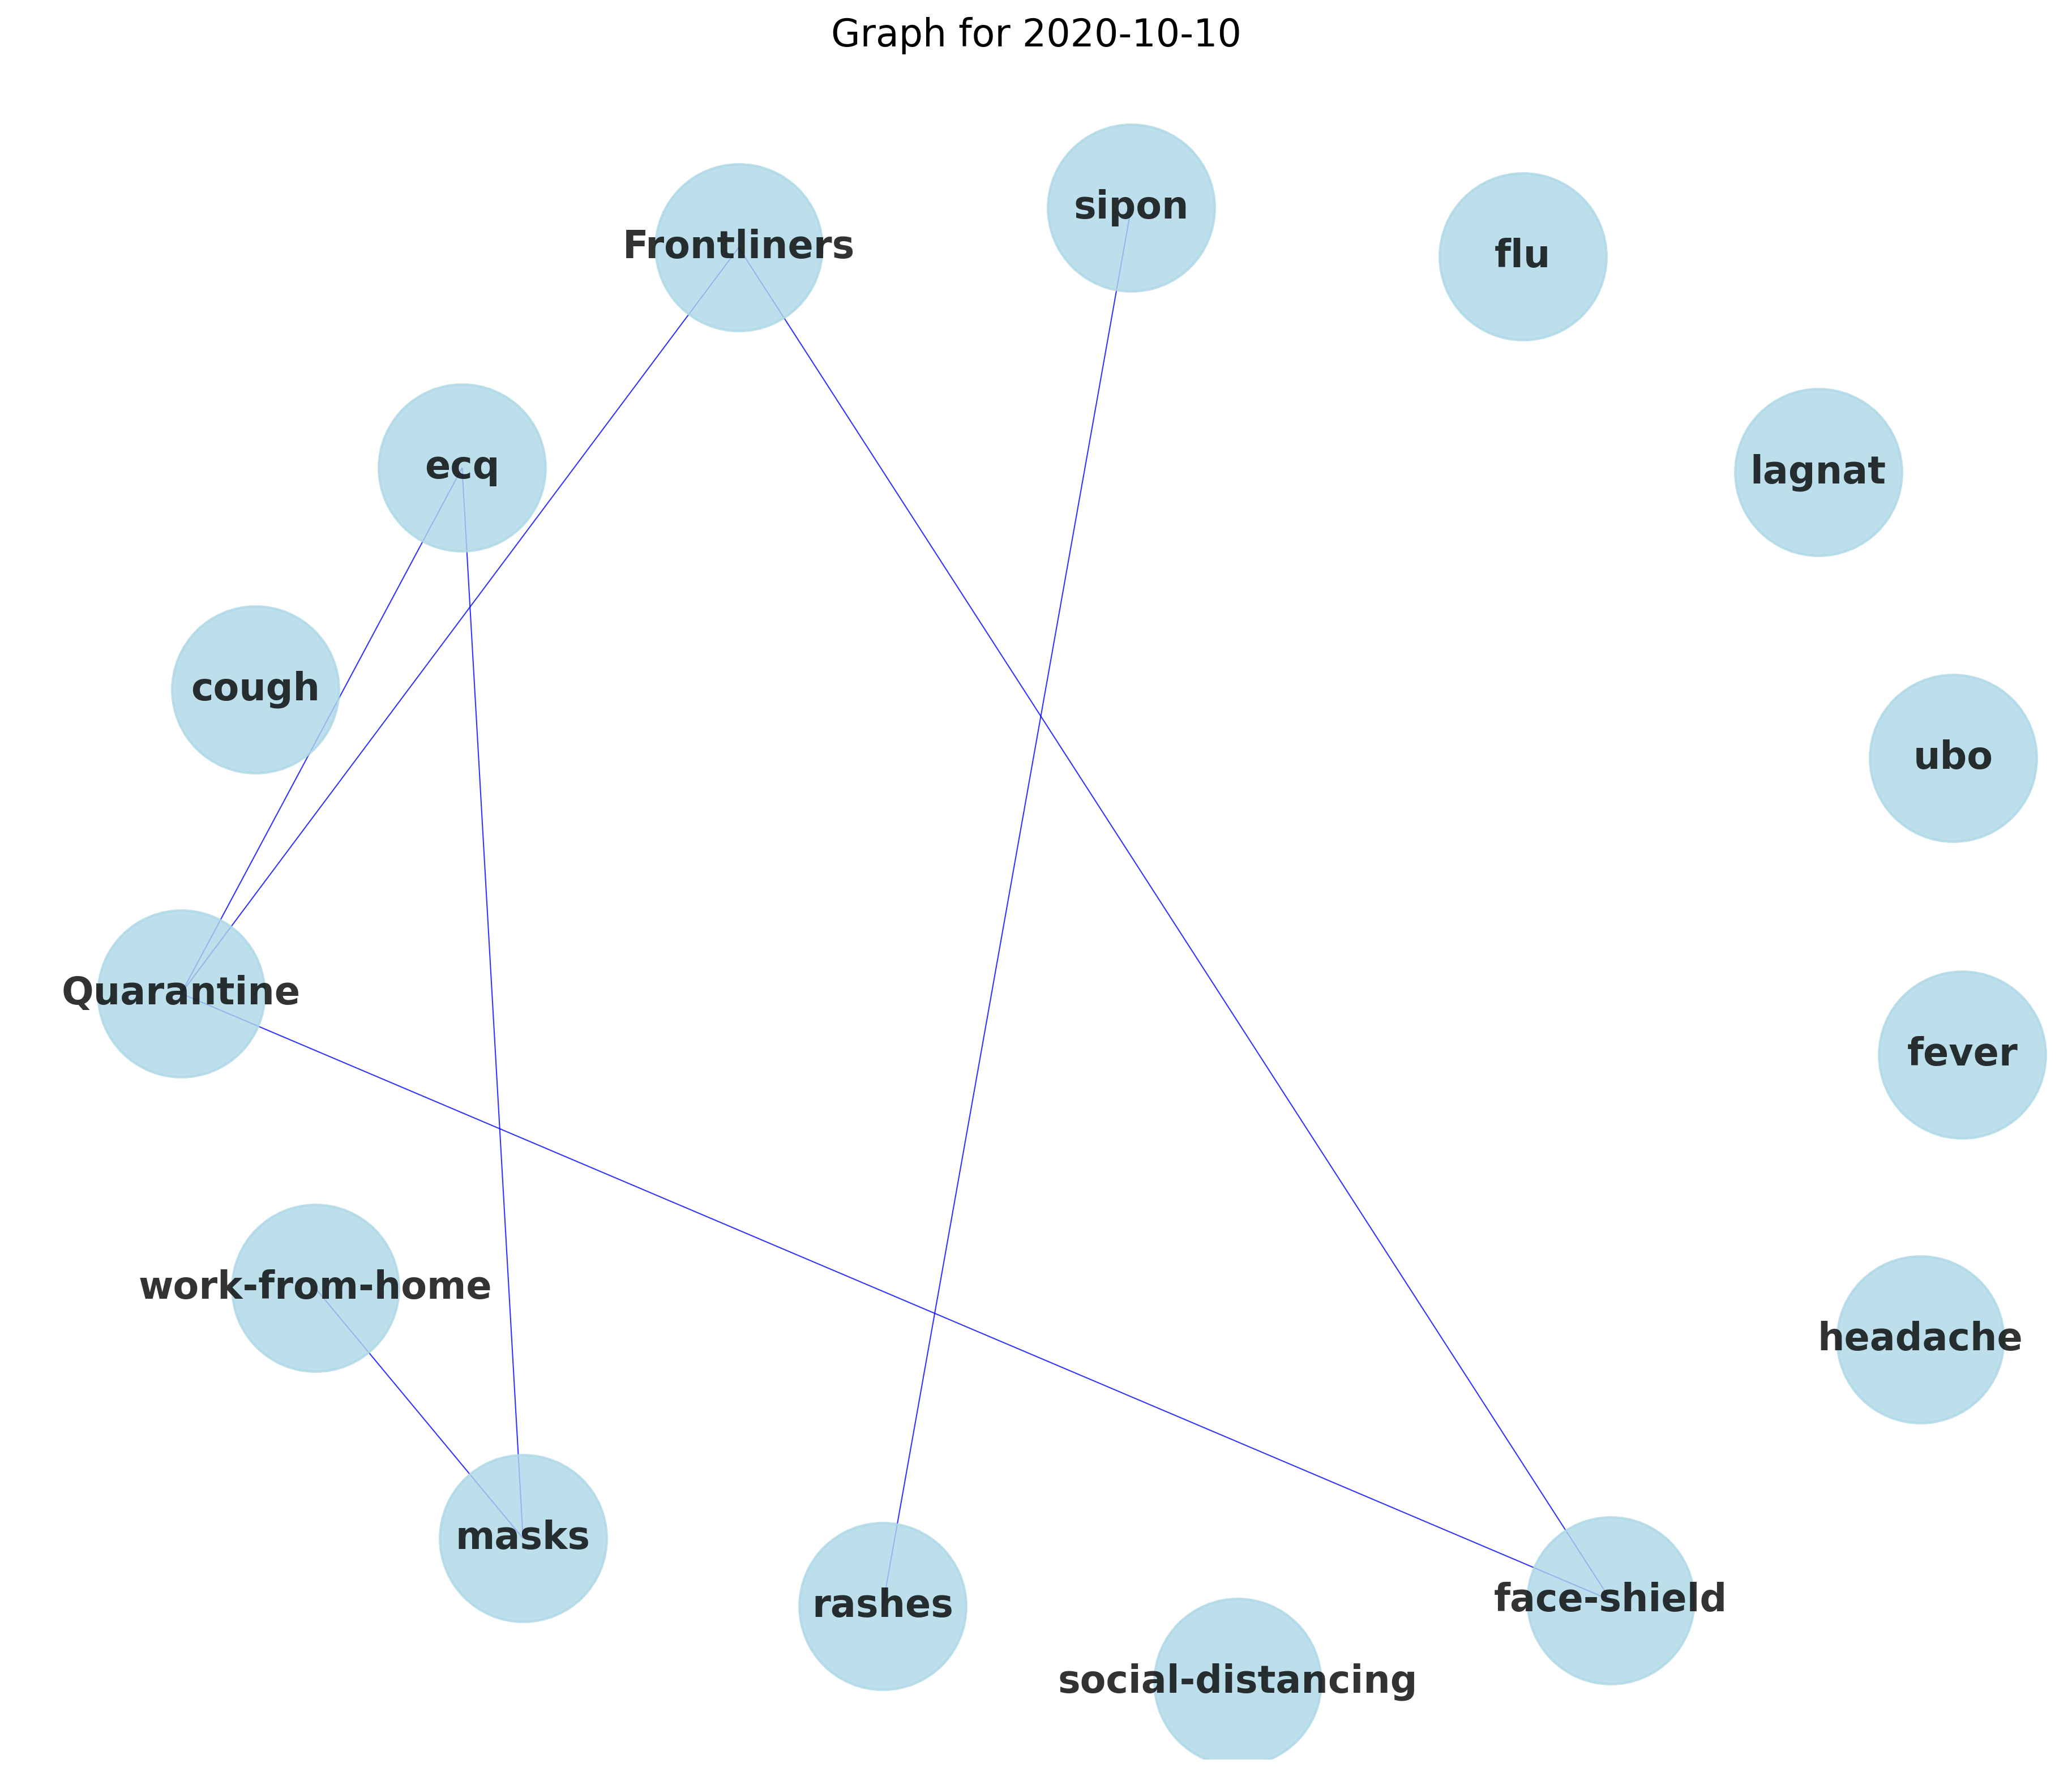 Graph for 2020-10-10
sipon
Frontliners
flu
ecq
lagnat
cough
ubo
Quarantine
fever
work-from-home
headache
masks
rashes
face-shield
social-distancing